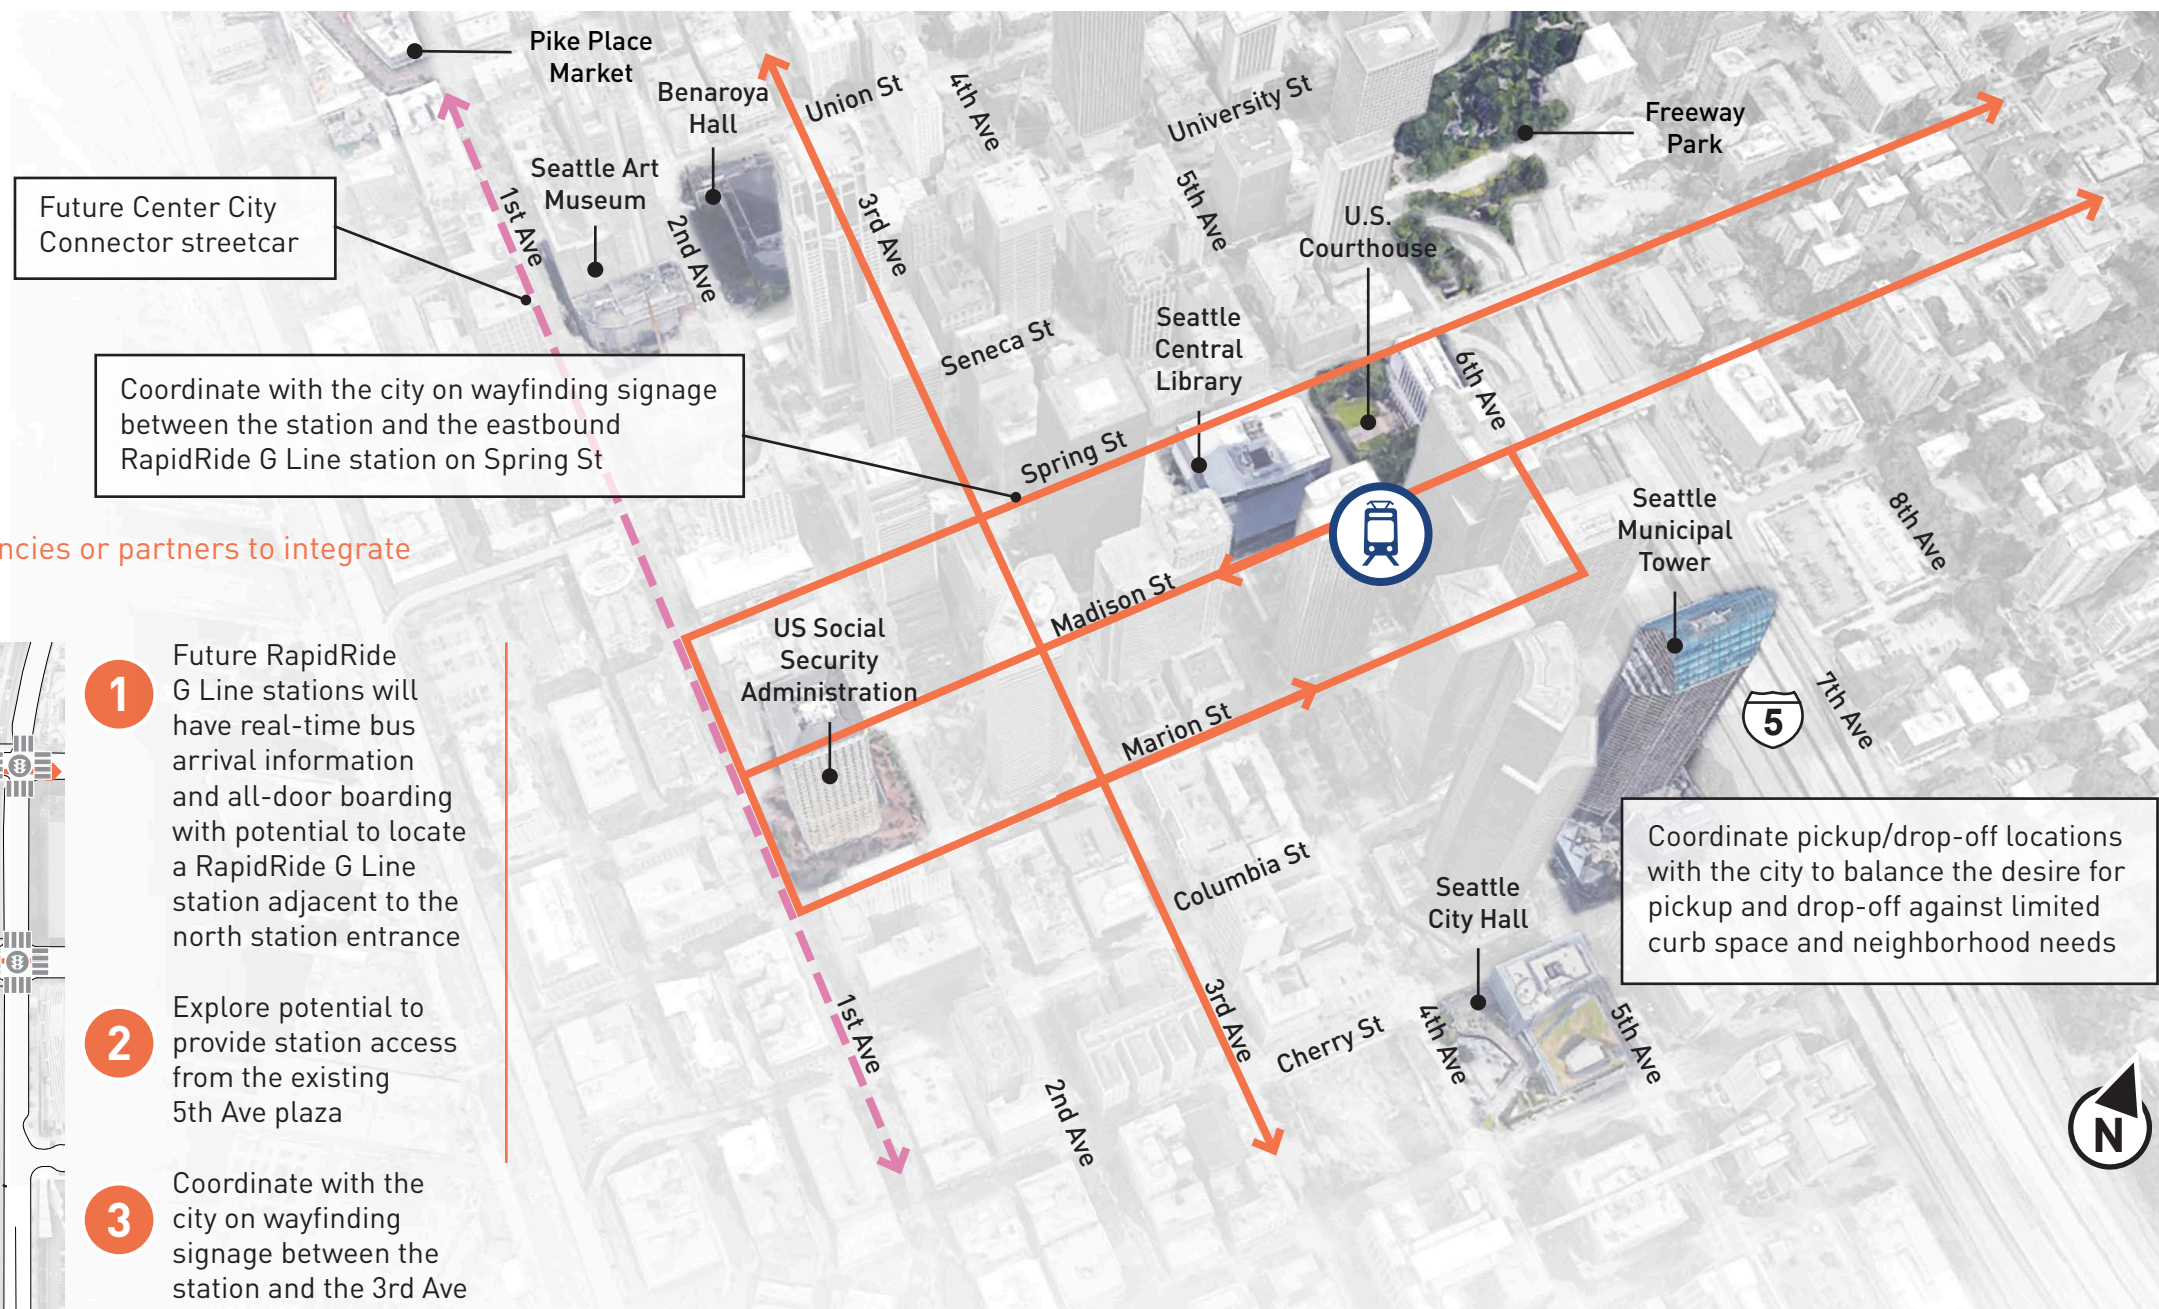 Pike Place
Market
Benaroya
Hall
Union St
4th Ave
University St
Freeway
Park
Seattle Art
Museum
1st Ave
2nd Ave
3rd Ave
5th Ave
U.S.
Courthouse
Future Center City
Connector streetcar
Seneca St
Seattle
Central
Library
6th Ave
Coordinate with the city on wayfinding signage
between the station and the eastbound
RapidRide G Line station on Spring St
Spring St
Seattle
Municipal
Tower
8th Ave
ncies or partners to integrate
Madison St
US Social
Security
Administration
Marion St
7th Ave
5
1
Future RapidRide
G Line stations will
have real-time bus
arrival information
and all-door boarding
with potential to locate
a RapidRide G Line
station adjacent to the
north station entrance
Coordinate pickup/drop-off locations
with the city to balance the desire for
pickup and drop-off against limited
curb space and neighborhood needs
Columbia St
Seattle
City Hall
1st Ave
3rd Ave
Cherry St
4th Ave
5th Ave
2nd Ave
N
2
Explore potential to
provide station access
from the existing
5th Ave plaza
3
Coordinate with the
city on wayfinding
signage between the
station and the 3rd Ave